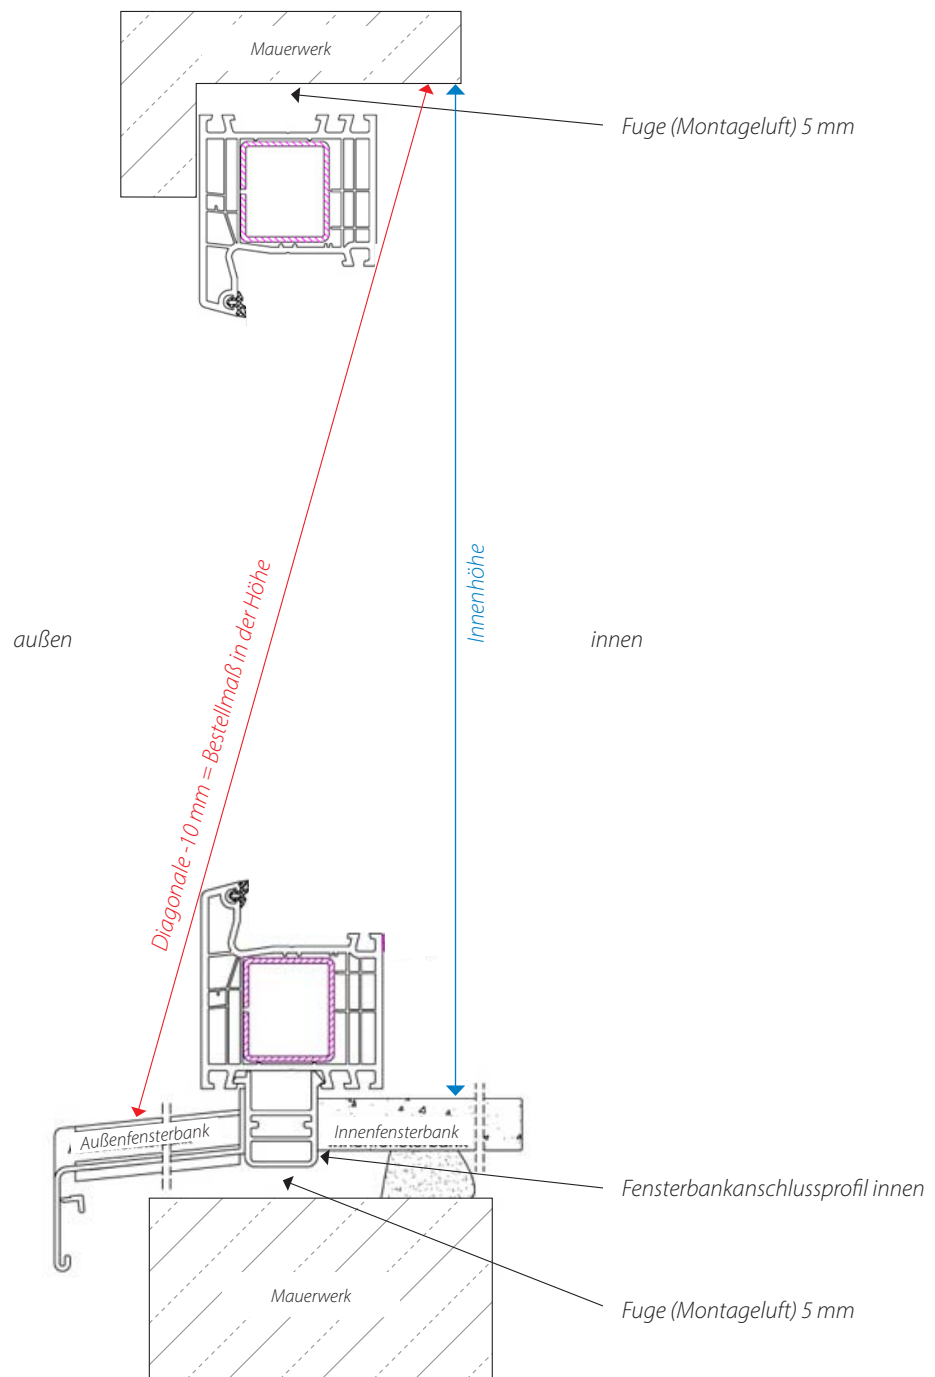 Mauerwerk
Fuge (Montageluft) 5 mm
Diagonale -10 mm = Bestellmaß in der Höhe
Innenhöhe
außen
innen
Außenfensterbank
Innenfensterbank
Fensterbankanschlussprofil innen
Mauerwerk
Fuge (Montageluft) 5 mm